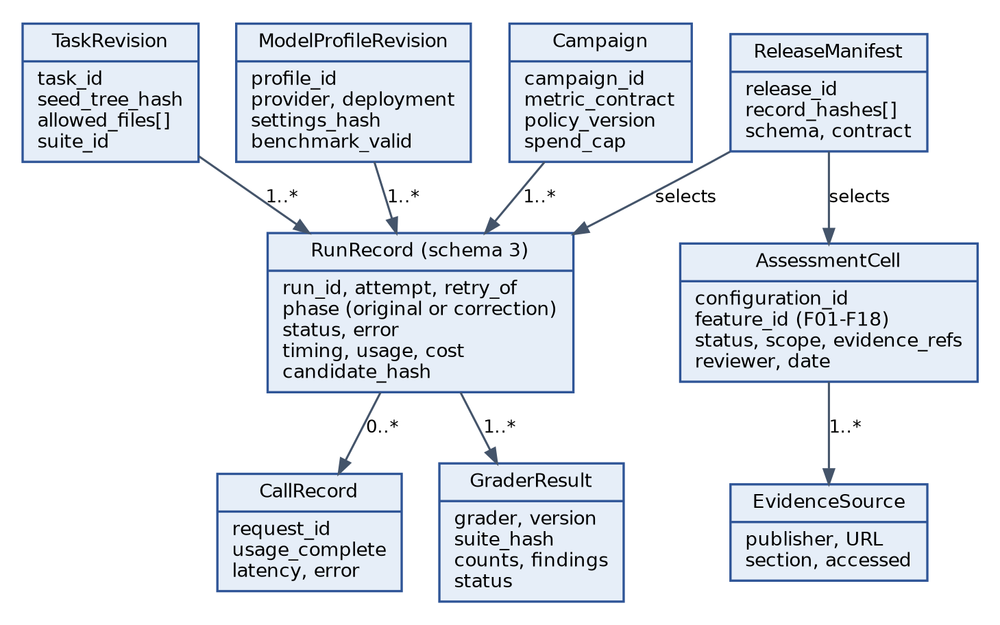 TaskRevision
task_id
seed_tree_hash
allowed_files[]
suite_id
ModelProfileRevision
profile_id
provider, deployment
settings_hash
benchmark_valid
Campaign
campaign_id
metric_contract
policy_version
spend_cap
ReleaseManifest
release_id
record_hashes[]
schema, contract
1..*
1..*
1..*
selects
selects
RunRecord (schema 3)
run_id, attempt, retry_of
phase (original or correction)
status, error
timing, usage, cost
candidate_hash
AssessmentCell
configuration_id
feature_id (F01-F18)
status, scope, evidence_refs
reviewer, date
0..*
1..*
1..*
CallRecord
request_id
usage_complete
latency, error
GraderResult
grader, version
suite_hash
counts, findings
status
EvidenceSource
publisher, URL
section, accessed